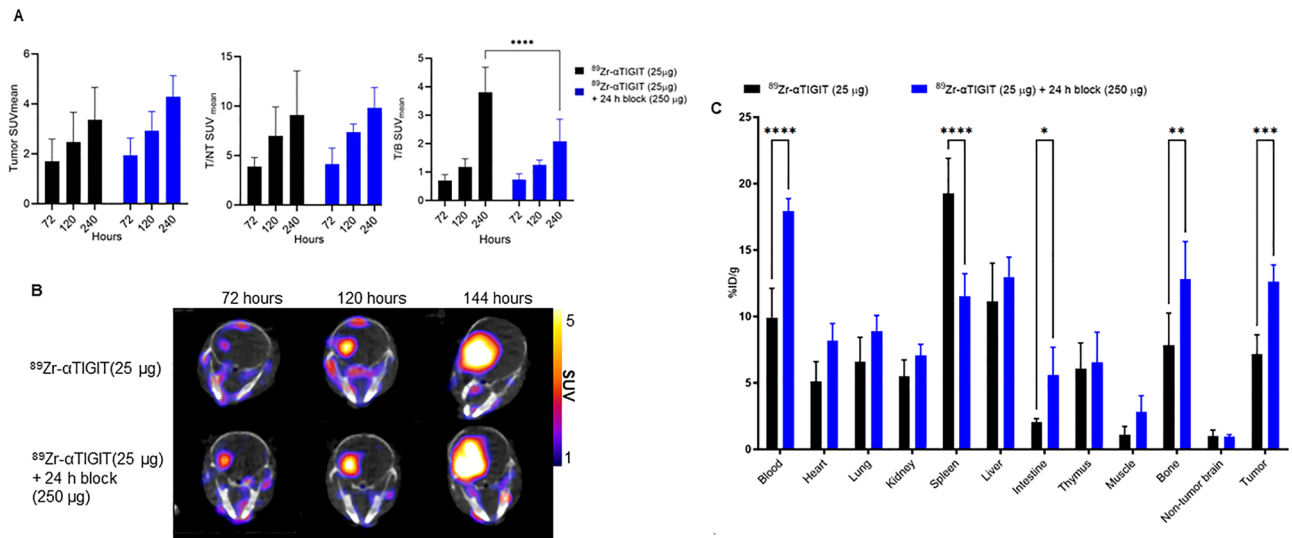 A
Tumor SUVmean
6
4
2
0
72 120 240 72 120 240
Hours
T/NT SUVmean
15
10
5
0
72 120 240 72 120 240
Hours
T/B SUVmean
5
4
3
2
1
0
****
72 120 240 72 120 240
Hours
89Zr-αTIGIT (25μg)
89Zr-αTIGIT (25μg)
+ 24 h block (250 μg)
B
72 hours 120 hours 144 hours
89Zr-αTIGIT(25 μg)
89Zr-αTIGIT(25 μg)
+ 24 h block
(250 μg)
5
SUV
1
89Zr-αTIGIT (25 μg) 89Zr-αTIGIT (25 μg) + 24 h block (250 μg)
C
%ID/g
25
20
15
10
5
0
**** **** * ** ***
Blood Heart Lung Kidney Spleen Liver Intestine Thymus Muscle Bone Non-tumor brain Tumor